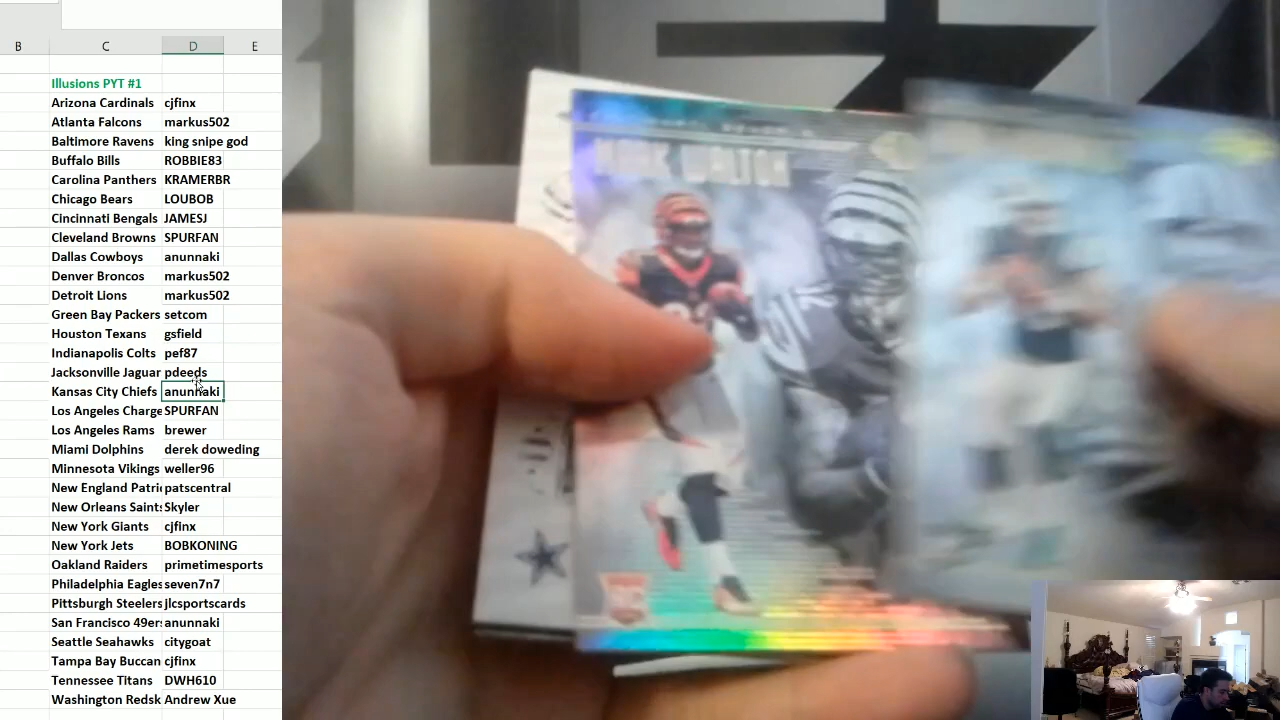 B C D E
Illusions PYT #1
Arizona Cardinals cjfinx
Atlanta Falcons markus502
Baltimore Ravens king snipe god
Buffalo Bills ROBBIE83
Carolina Panthers KRAMERBR
Chicago Bears LOUBOB
Cincinnati Bengals JAMESJ
Cleveland Browns SPURFAN
Dallas Cowboys anunnaki
Denver Broncos markus502
Detroit Lions markus502
Green Bay Packers setcom
Houston Texans gsfield
Indianapolis Colts pef87
Jacksonville Jaguar pdeeds
Kansas City Chiefs anunnaki
Los Angeles Charge SPURFAN
Los Angeles Rams brewer
Miami Dolphins derek doweding
Minnesota Vikings weller96
New England Patri patscentral
New Orleans Saints Skyler
New York Giants cjfinx
New York Jets BOBKONING
Oakland Raiders primetimesports
Philadelphia Eagles seven7n7
Pittsburgh Steelers jlcsportscards
San Francisco 49ers anunnaki
Seattle Seahawks citygoat
Tampa Bay Buccan cjfinx
Tennessee Titans DWH610
Washington Redsk Andrew Xue
MARK WALTON